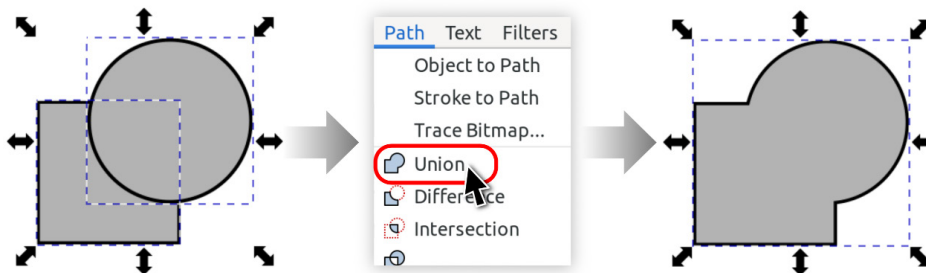 Path Text Filters
Object to Path
Stroke to Path
Trace Bitmap...
Union
Difference
Intersection